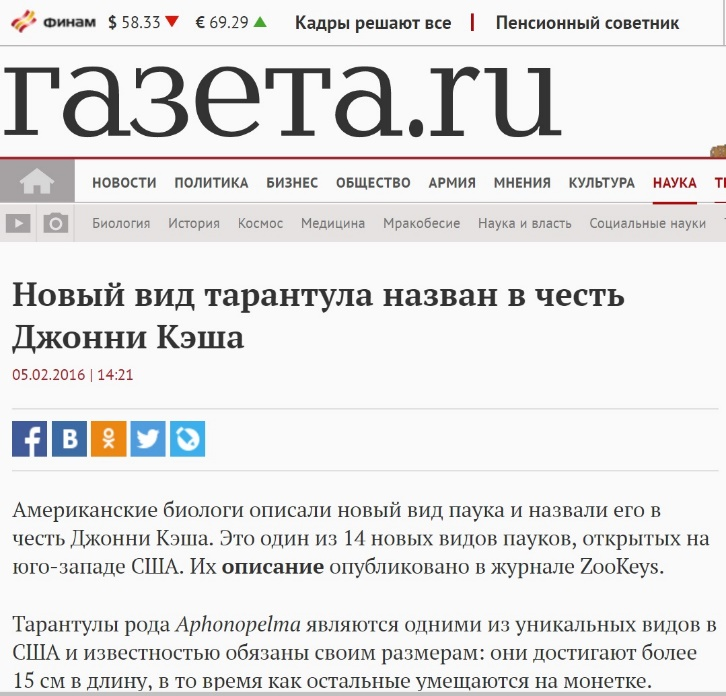 ФИНАМ $ 58.33 € 69.29 Кадры решают все | Пенсионный советник
газета.ru
НОВОСТИ ПОЛИТИКА БИЗНЕС ОБЩЕСТВО АРМИЯ МНЕНИЯ КУЛЬТУРА НАУКА
Биология История Космос Медицина Мракобесие Наука и власть Социальные науки
Новый вид тарантула назван в честь
Джонни Кэша
05.02.2016 | 14:21
Американские биологи описали новый вид паука и назвали его в
честь Джонни Кэша. Это один из 14 новых видов пауков, открытых на
юго-западе США. Их описание опубликовано в журнале ZooKeys.
Тарантулы рода Aphonopelma являются одними из уникальных видов в
США и известностью обязаны своим размерам: они достигают более
15 см в длину, в то время как остальные умещаются на монетке.